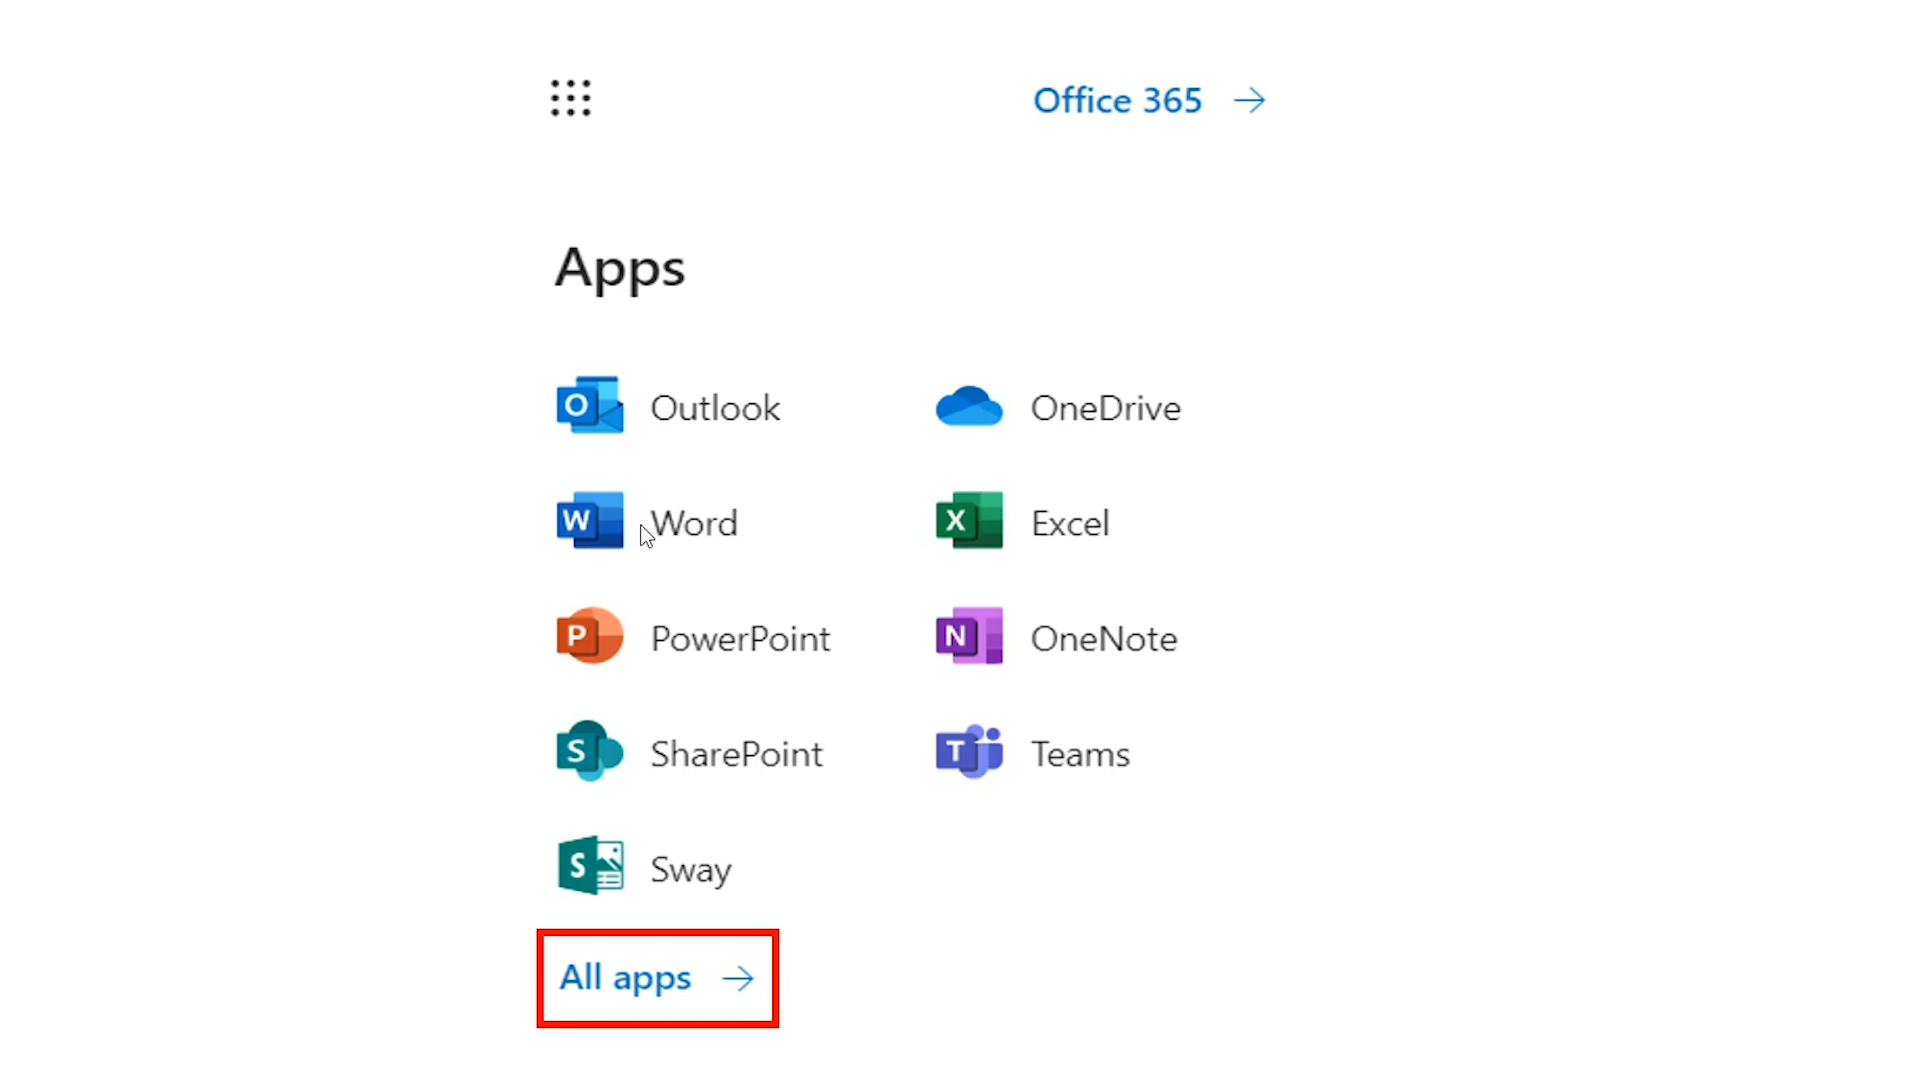 Office 365
Apps
O Outlook
OneDrive
W Word
X Excel
P PowerPoint
N OneNote
S SharePoint
T Teams
S Sway
All apps